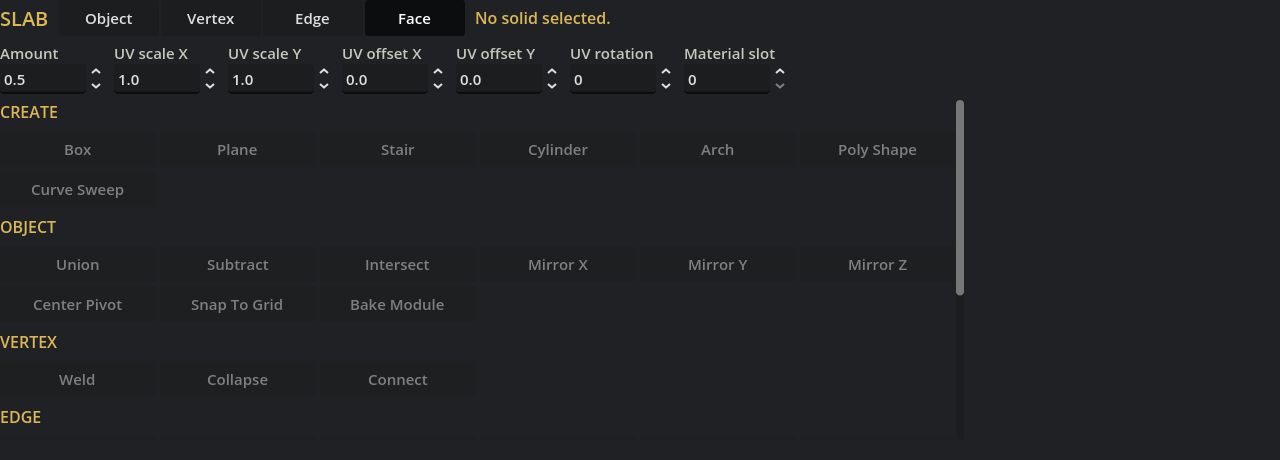 SLAB Object Vertex Edge Face No solid selected.
Amount UV scale X UV scale Y UV offset X UV offset Y UV rotation Material slot
0.5 1.0 1.0 0.0 0.0 0 0
CREATE
Box Plane Stair Cylinder Arch Poly Shape
Curve Sweep
OBJECT
Union Subtract Intersect Mirror X Mirror Y Mirror Z
Center Pivot Snap To Grid Bake Module
VERTEX
Weld Collapse Connect
EDGE